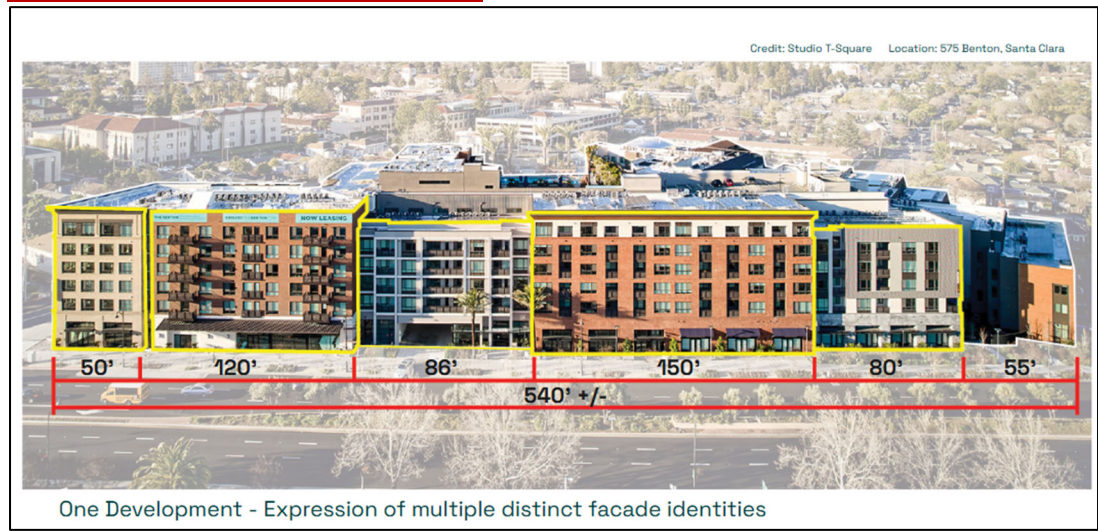 Credit: Studio T-Square Location: 575 Benton, Santa Clara
NOW LEASING
50' 120' 86' 150' 80' 55'
540' +/-
One Development - Expression of multiple distinct facade identities